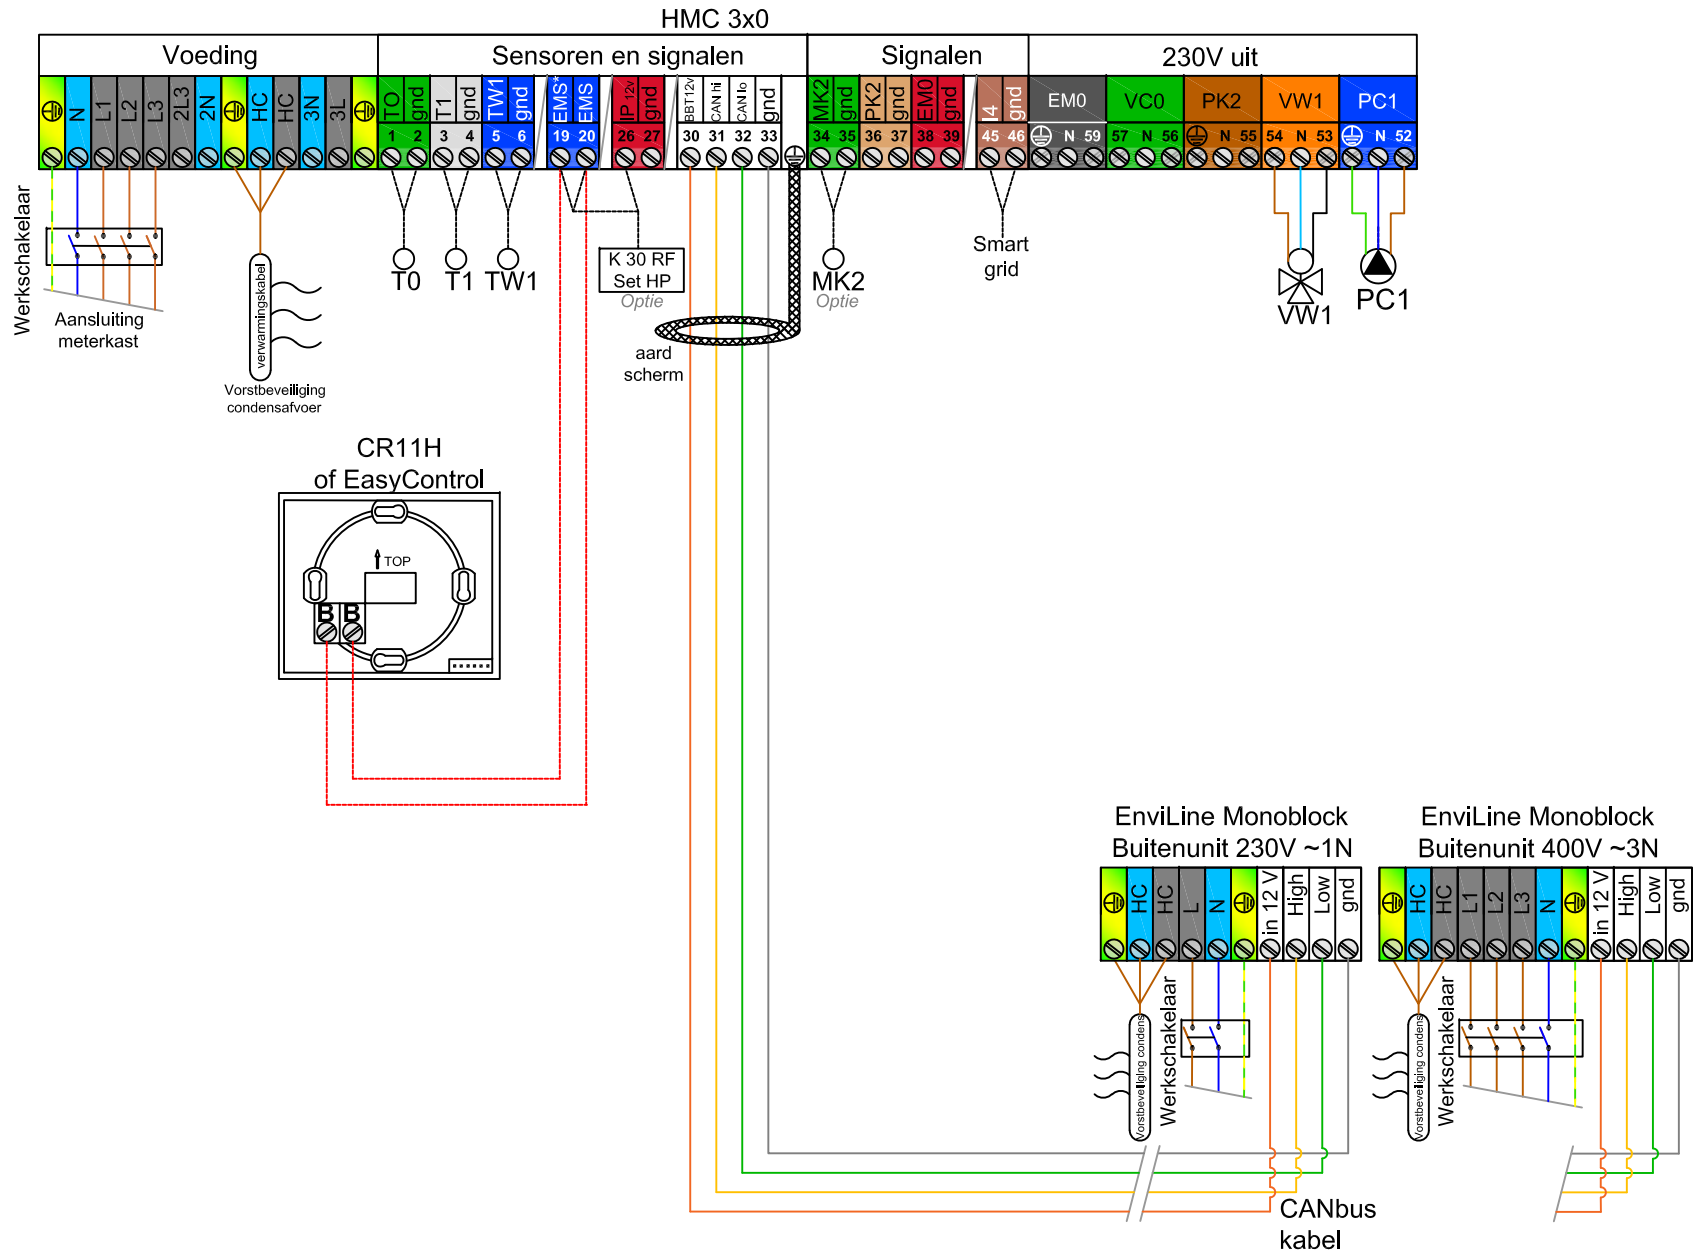 HMC 3x0
Voeding
Sensoren en signalen
Signalen
230V uit
N L1 L2 L3 2L3 2N HC HC 3N 3L
TO gnd T1 gnd TW1 gnd EMS* EMS IP 12v gnd BBT12v CAN hi CAN lo gnd
MK2 gnd PK2 gnd EM0 gnd I4 gnd
EM0 VC0 PK2 VW1 PC1
1 2 3 4 5 6 19 20 26 27 30 31 32 33 34 35 36 37 38 39 45 46 N 59 57 N 56 N 55 54 N 53 N 52
Werkschakelaar
Aansluiting
meterkast
verwarmingskabel
Vorstbeveiliging
condensafvoer
T0
T1
TW1
K 30 RF
Set HP
Optie
aard
scherm
MK2
Optie
Smart
grid
VW1
PC1
CR11H
of EasyControl
TOP
B B
EnviLine Monoblock
Buitenunit 230V ~1N
HC HC L N in 12 V High Low gnd
Werkschakelaar
Vorstbeveiliging condens
EnviLine Monoblock
Buitenunit 400V ~3N
HC HC L1 L2 L3 N in 12 V High Low gnd
Werkschakelaar
Vorstbeveiliging condens
CANbus
kabel